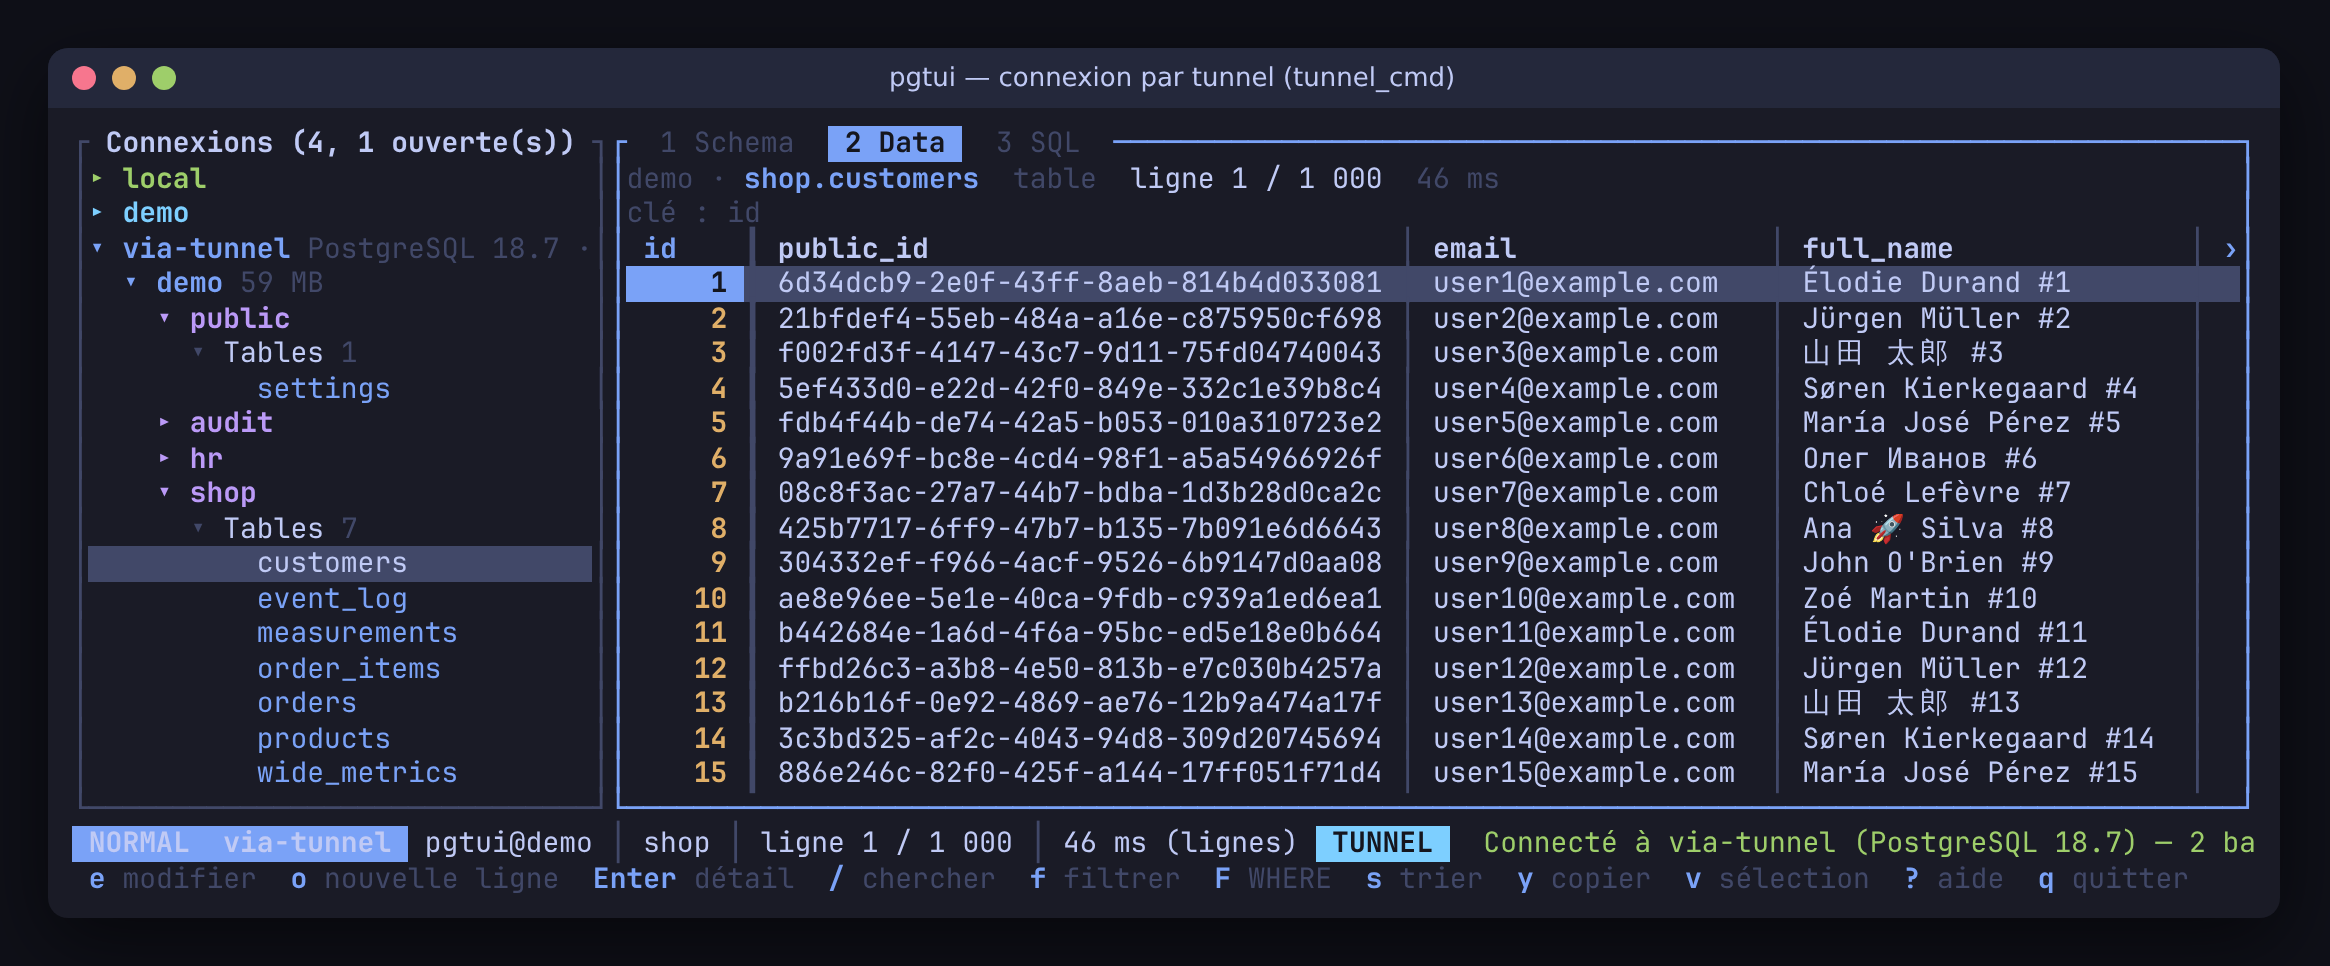 pgtui — connexion par tunnel (tunnel_cmd)
Connexions (4, 1 ouverte(s))
▸ local
▸ demo
▾ via-tunnel PostgreSQL 18.7 ·
▾ demo 59 MB
▾ public
▾ Tables 1
settings
▸ audit
▸ hr
▾ shop
▾ Tables 7
customers
event_log
measurements
order_items
orders
products
wide_metrics
1 Schema 2 Data 3 SQL
demo · shop.customers table ligne 1 / 1 000 46 ms
clé : id
id public_id email full_name ›
1 6d34dcb9-2e0f-43ff-8aeb-814b4d033081 user1@example.com Élodie Durand #1
2 21bfdef4-55eb-484a-a16e-c875950cf698 user2@example.com Jürgen Müller #2
3 f002fd3f-4147-43c7-9d11-75fd04740043 user3@example.com 山田 太郎 #3
4 5ef433d0-e22d-42f0-849e-332c1e39b8c4 user4@example.com Søren Kierkegaard #4
5 fdb4f44b-de74-42a5-b053-010a310723e2 user5@example.com María José Pérez #5
6 9a91e69f-bc8e-4cd4-98f1-a5a54966926f user6@example.com Олег Иванов #6
7 08c8f3ac-27a7-44b7-bdba-1d3b28d0ca2c user7@example.com Chloé Lefèvre #7
8 425b7717-6ff9-47b7-b135-7b091e6d6643 user8@example.com Ana 🚀 Silva #8
9 304332ef-f966-4acf-9526-6b9147d0aa08 user9@example.com John O'Brien #9
10 ae8e96ee-5e1e-40ca-9fdb-c939a1ed6ea1 user10@example.com Zoé Martin #10
11 b442684e-1a6d-4f6a-95bc-ed5e18e0b664 user11@example.com Élodie Durand #11
12 ffbd26c3-a3b8-4e50-813b-e7c030b4257a user12@example.com Jürgen Müller #12
13 b216b16f-0e92-4869-ae76-12b9a474a17f user13@example.com 山田 太郎 #13
14 3c3bd325-af2c-4043-94d8-309d20745694 user14@example.com Søren Kierkegaard #14
15 886e246c-82f0-425f-a144-17ff051f71d4 user15@example.com María José Pérez #15
NORMAL via-tunnel pgtui@demo │ shop │ ligne 1 / 1 000 │ 46 ms (lignes) TUNNEL Connecté à via-tunnel (PostgreSQL 18.7) — 2 ba
e modifier o nouvelle ligne Enter détail / chercher f filtrer F WHERE s trier y copier v sélection ? aide q quitter